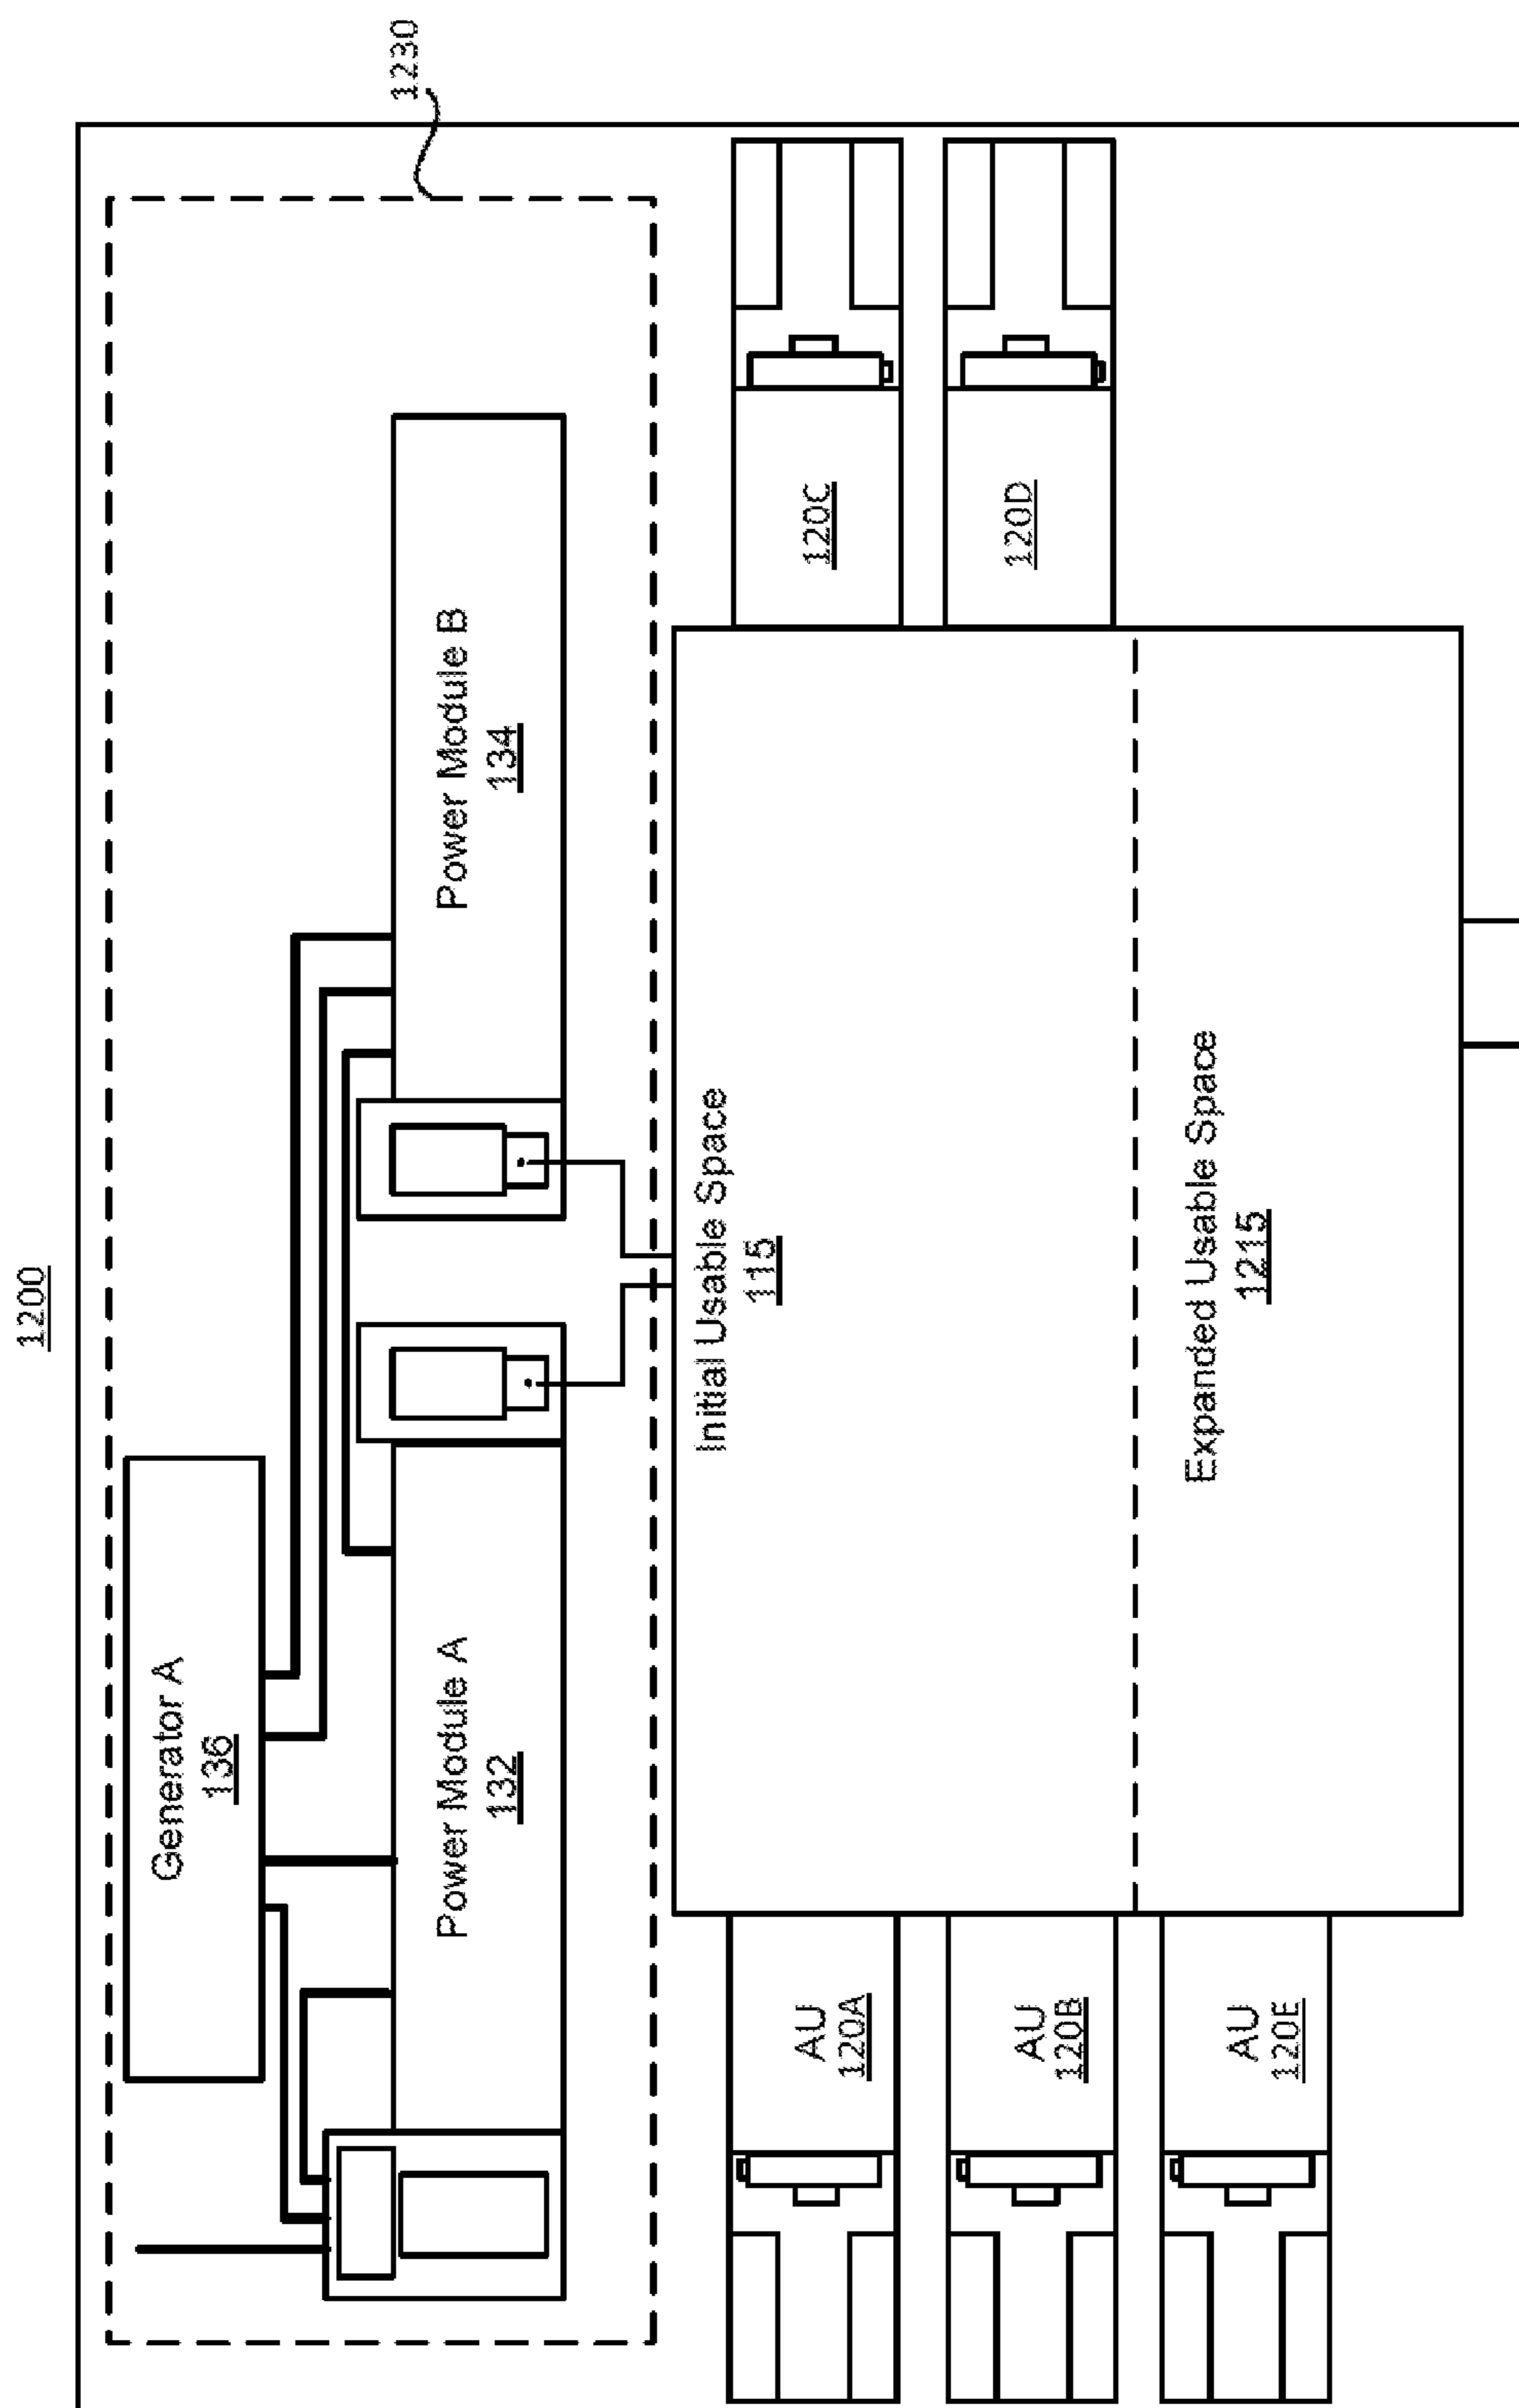 1200
1230
Generator A
136
Power Module A
132
Power Module B
134
Initial Usable Space
115
Expanded Usable Space
1215
AU
120A
AU
120B
AU
120E
120C
120D